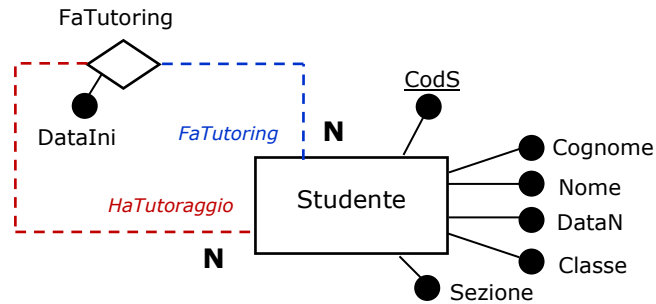 FaTutoring
CodS
DataIni
FaTutoring
N
Cognome
Nome
Studente
HaTutoraggio
DataN
N
Classe
Sezione